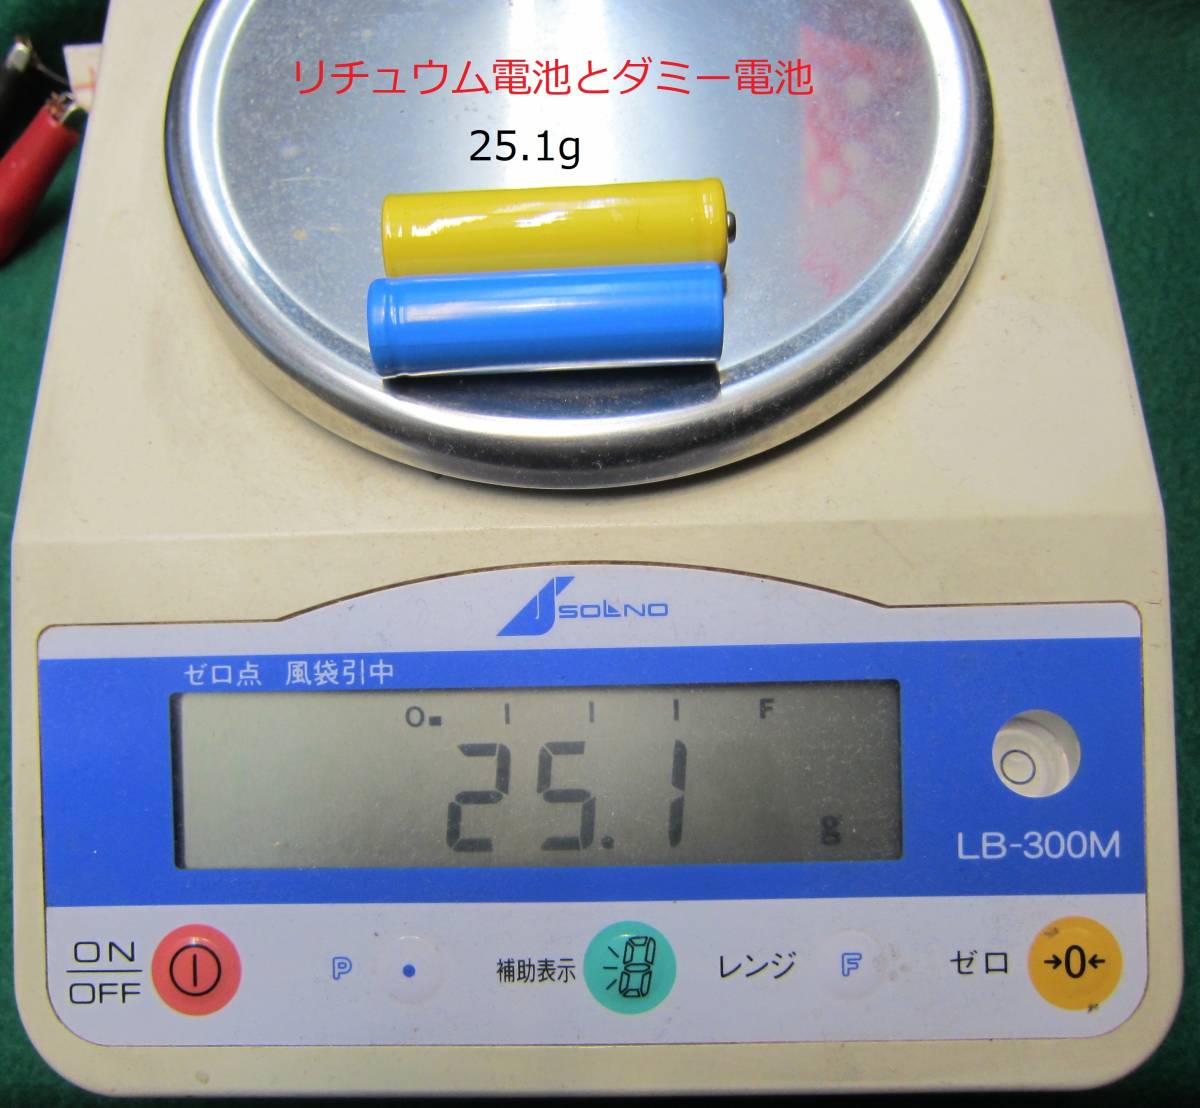 リチュウム電池とダミー電池
25.1g
SOLNO
ゼロ点 風袋引中
0 F
25.1 g
LB-300M
ON
OFF
P
補助表示
レンジ F
ゼロ →0←